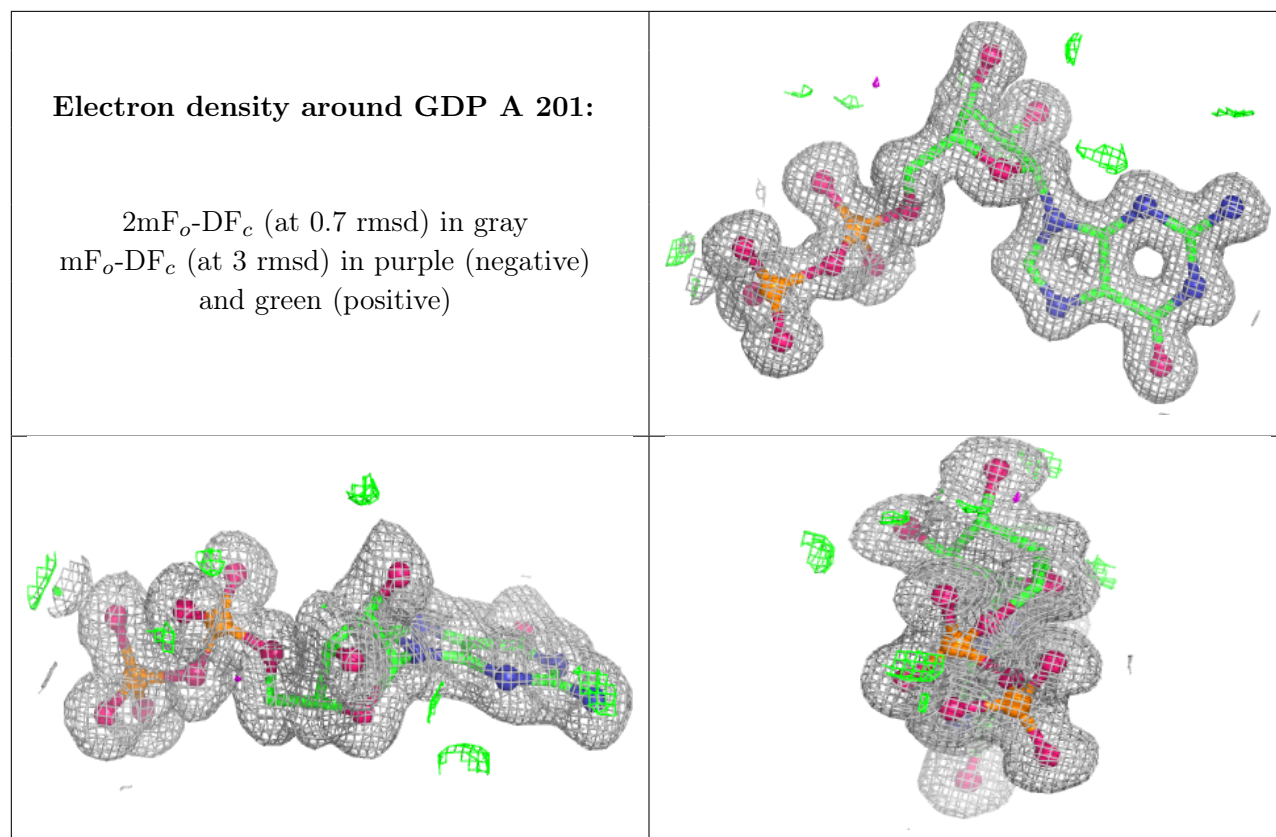 Electron density around GDP A 201:
2mFₒ-DF𝑐 (at 0.7 rmsd) in gray
mFₒ-DF𝑐 (at 3 rmsd) in purple (negative)
and green (positive)